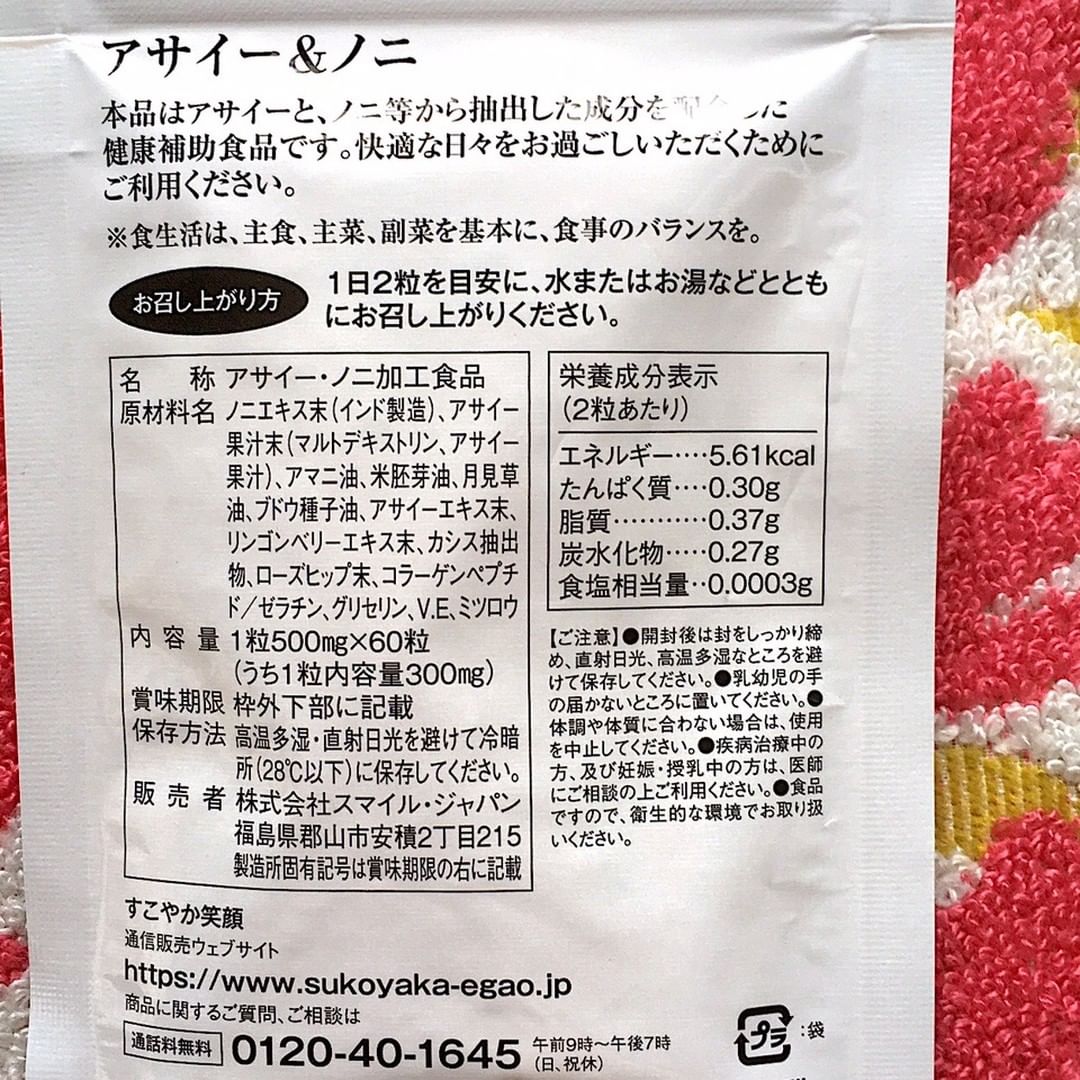 アサイー&ノニ
本品はアサイーと、ノニ等から抽出した成分を配合した
健康補助食品です。快適な日々をお過ごしいただくために
ご利用ください。
※食生活は、主食、主菜、副菜を基本に、食事のバランスを。
お召し上がり方
1日2粒を目安に、水またはお湯などととも
にお召し上がりください。
名 称 アサイー・ノニ加工食品
原材料名 ノニエキス末(インド製造)、アサイー
果汁末(マルトデキストリン、アサイー
果汁)、アマニ油、米胚芽油、月見草
油、ブドウ種子油、アサイーエキス末、
リンゴンベリーエキス末、カシス抽出
物、ローズヒップ末、コラーゲンペプチ
ド/ゼラチン、グリセリン、V.E、ミツロウ
内容量 1粒500mg×60粒
(うち1粒内容量300mg)
賞味期限 枠外下部に記載
保存方法 高温多湿・直射日光を避けて冷暗
所(28℃以下)に保存してください。
販売者 株式会社スマイル・ジャパン
福島県郡山市安積2丁目215
製造所固有記号は賞味期限の右に記載
栄養成分表示
(2粒あたり)
エネルギー‥‥5.61kcal
たんぱく質‥‥0.30g
脂質…………0.37g
炭水化物‥‥‥0.27g
食塩相当量‥0.0003g
【ご注意】●開封後は封をしっかり締
め、直射日光、高温多湿なところを避
けて保存してください。●乳幼児の手
の届かないところに置いてください。●
体調や体質に合わない場合は、使用
を中止してください。●疾病治療中の
方、及び妊娠・授乳中の方は、医師
にご相談の上ご利用ください。●食品
ですので、衛生的な環境でお取り扱
いください。
すこやか笑顔
通信販売ウェブサイト
https://www.sukoyaka-egao.jp
商品に関するご質問、ご相談は
通話料無料 0120-40-1645 午前9時〜午後7時
(日、祝休)
プラ :袋